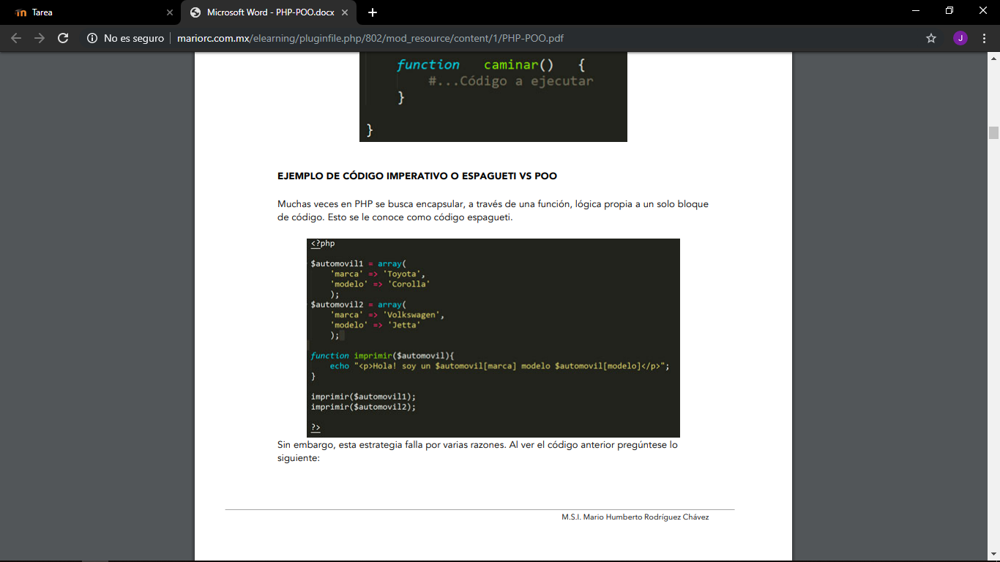 Tarea
Microsoft Word - PHP-POO.docx
No es seguro
mariorc.com.mx/elearning/pluginfile.php/802/mod_resource/content/1/PHP-POO.pdf
J
function caminar() {
#...Código a ejecutar
}
}
EJEMPLO DE CÓDIGO IMPERATIVO O ESPAGUETI VS POO
Muchas veces en PHP se busca encapsular, a través de una función, lógica propia a un solo bloque
de código. Esto se le conoce como código espagueti.
<?php
$automovil1 = array(
'marca' => 'Toyota',
'modelo' => 'Corolla'
);
$automovil2 = array(
'marca' => 'Volkswagen',
'modelo' => 'Jetta'
);
function imprimir($automovil){
echo "<p>Hola! soy un $automovil[marca] modelo $automovil[modelo]</p>";
}
imprimir($automovil1);
imprimir($automovil2);
?>
Sin embargo, esta estrategia falla por varias razones. Al ver el código anterior pregúntese lo
siguiente:
M.S.I. Mario Humberto Rodríguez Chávez